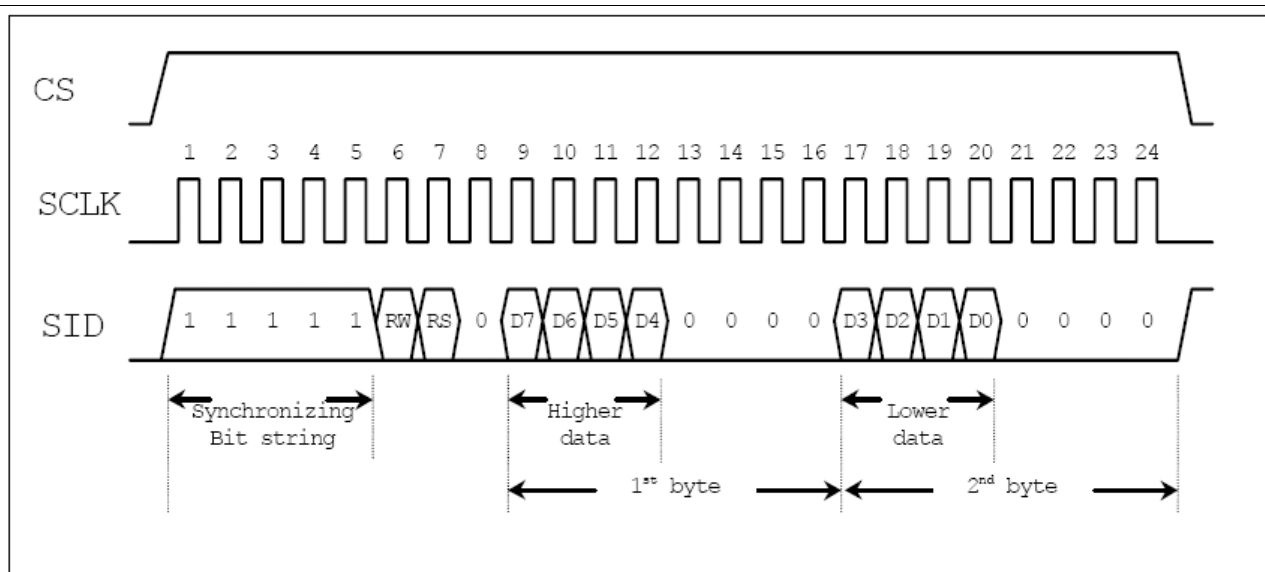 CS
1 2 3 4 5 6 7 8 9 10 11 12 13 14 15 16 17 18 19 20 21 22 23 24
SCLK
SID 1 1 1 1 1 RW RS 0 D7 D6 D5 D4 0 0 0 0 D3 D2 D1 D0 0 0 0 0
Synchronizing Higher Lower
Bit string data data
1st byte 2nd byte